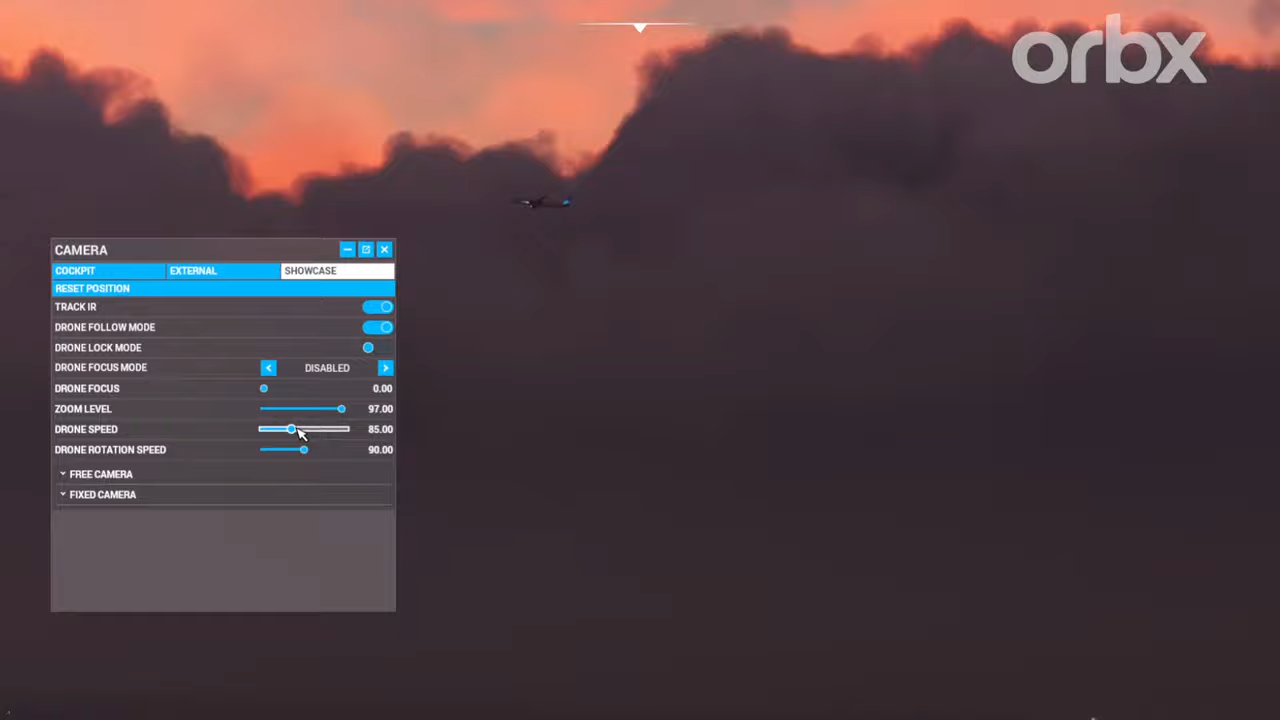 orbx
CAMERA
COCKPIT EXTERNAL SHOWCASE
RESET POSITION
TRACK IR
DRONE FOLLOW MODE
DRONE LOCK MODE
DRONE FOCUS MODE DISABLED
DRONE FOCUS 0.00
ZOOM LEVEL 97.00
DRONE SPEED 85.00
DRONE ROTATION SPEED 90.00
FREE CAMERA
FIXED CAMERA